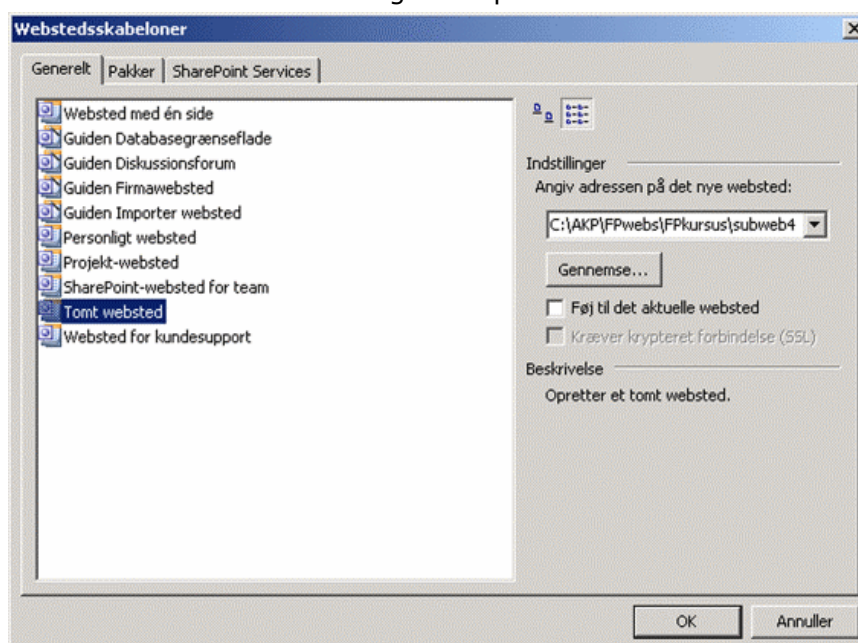 Webstedsskabeloner
Generelt
Pakker
SharePoint Services
Websted med én side
Guiden Databasegrænseflade
Guiden Diskussionsforum
Guiden Firmawebsted
Guiden Importer websted
Personligt websted
Projekt-websted
SharePoint-websted for team
Tomt websted
Websted for kundesupport
Indstillinger
Angiv adressen på det nye websted:
C:\AKP\FPwebs\FPkursus\subweb4
Gennemse...
Føj til det aktuelle websted
Kræver krypteret forbindelse (SSL)
Beskrivelse
Opretter et tomt websted.
OK
Annuller